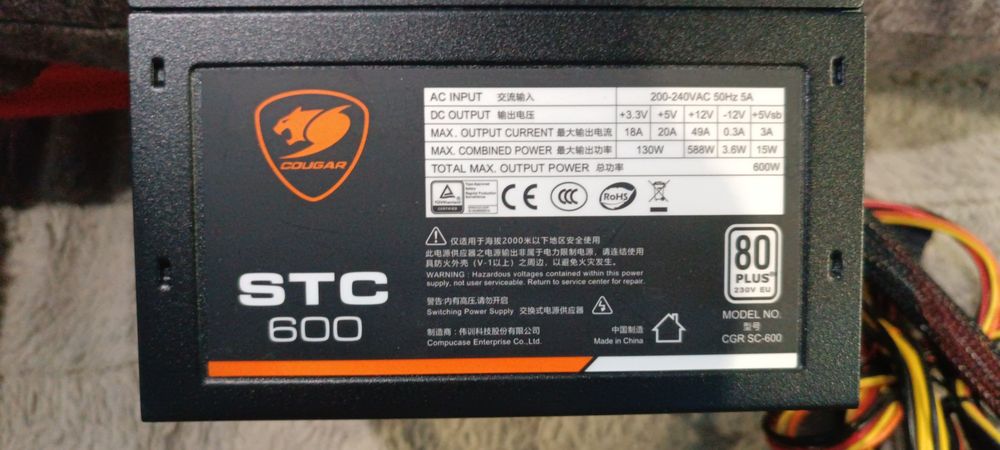 COUGAR
AC INPUT 交流输入 200-240VAC 50Hz 5A
DC OUTPUT 输出电压 +3.3V +5V +12V -12V +5Vsb
MAX. OUTPUT CURRENT 最大输出电流 18A 20A 49A 0.3A 3A
MAX. COMBINED POWER 最大输出功率 130W 588W 3.6W 15W
TOTAL MAX. OUTPUT POWER 总功率 600W
CE CCC RoHS
仅适用于海拔2000米以下地区安全使用
此电源供应器之电源输出非属于电力限制电源，请连结使用
具防火外壳（V-1以上）之周边，以避免火灾发生。
WARNING : Hazardous voltages contained within this power
supply, not user serviceable. Return to service center for repair.
警告:内有高压,请勿开启
Switching Power Supply 交换式电源供应器
制造商：伟训科技股份有限公司
Compucase Enterprise Co.,Ltd.
中国制造
Made in China
STC
600
80
PLUS
230V EU
MODEL NO.
型号
CGR SC-600